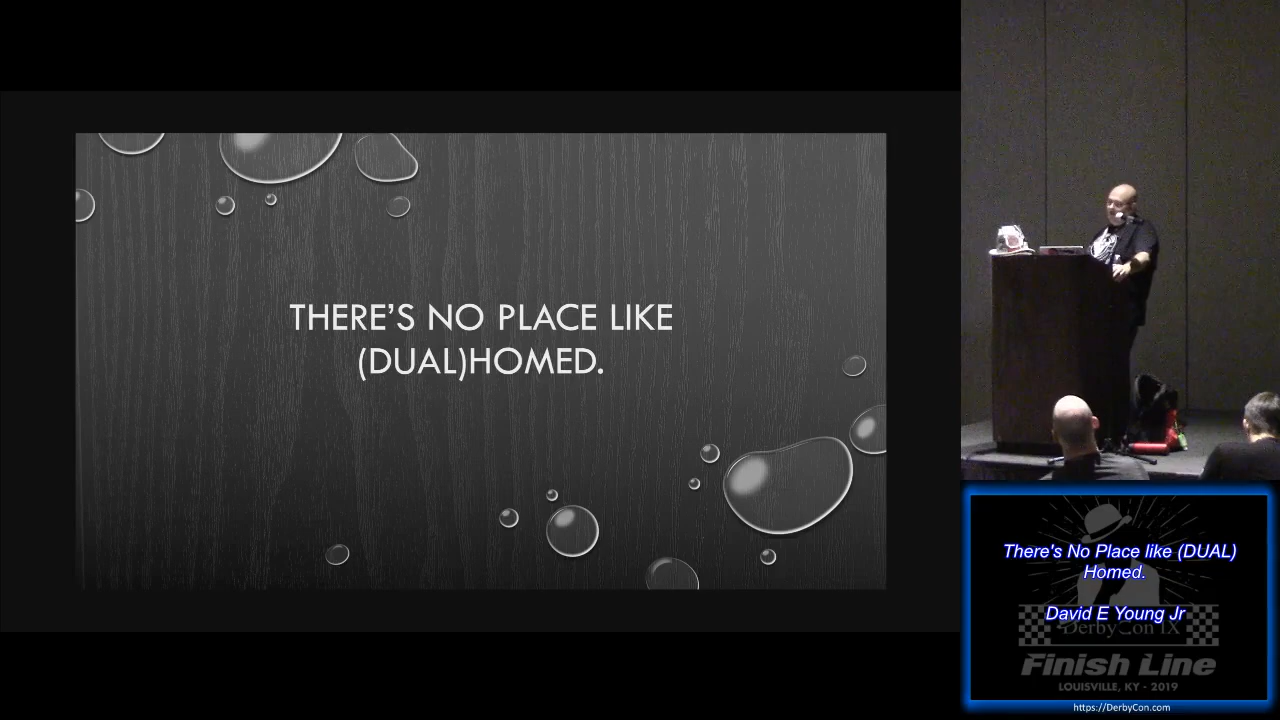 THERE'S NO PLACE LIKE
(DUAL)HOMED.
There's No Place like (DUAL)
Homed.
David E Young Jr
DerbyCon IX
Finish Line
LOUISVILLE, KY - 2019
https://DerbyCon.com